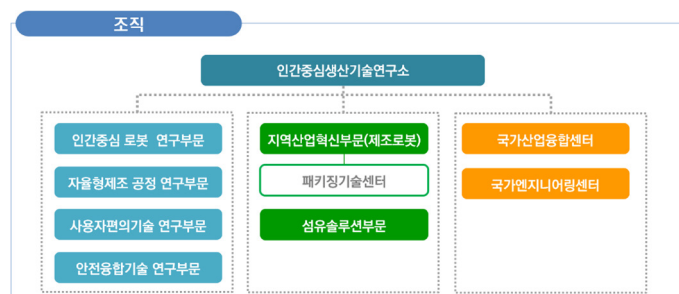 조직
인간중심생산기술연구소
인간중심 로봇 연구부문
자율형제조 공정 연구부문
사용자편의기술 연구부문
안전융합기술 연구부문
지역산업혁신부문(제조로봇)
패키징기술센터
섬유솔루션부문
국가산업융합센터
국가엔지니어링센터